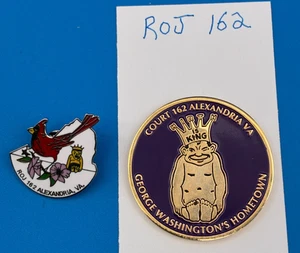 ROJ 162
COURT 162 ALEXANDRIA VA
KING
GEORGE WASHINGTON'S HOMETOWN
ROJ 162 ALEXANDRIA, VA.